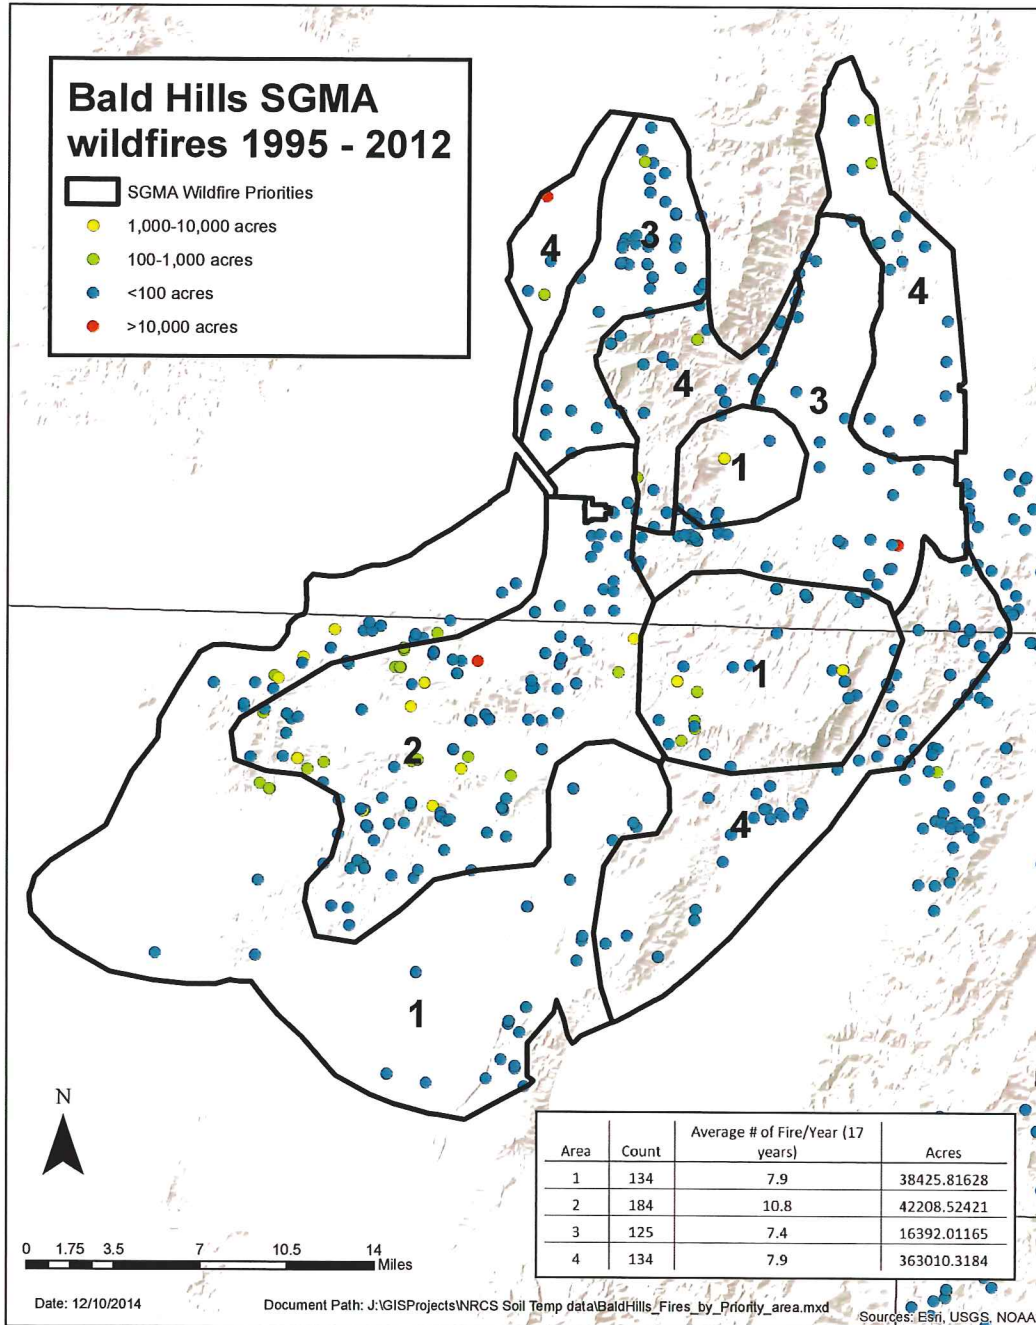 Bald Hills SGMA
wildfires 1995 - 2012
SGMA Wildfire Priorities
1,000-10,000 acres
100-1,000 acres
<100 acres
>10,000 acres
4
3
4
4
3
1
1
2
4
1
N
0 1.75 3.5 7 10.5 14
Miles
Area Count Average # of Fire/Year (17 years) Acres
1 134 7.9 38425.81628
2 184 10.8 42208.52421
3 125 7.4 16392.01165
4 134 7.9 363010.3184
Date: 12/10/2014
Document Path: J:\GISProjects\NRCS Soil Temp data\BaldHills_Fires_by_Priority_area.mxd
Sources: Esri, USGS, NOAA